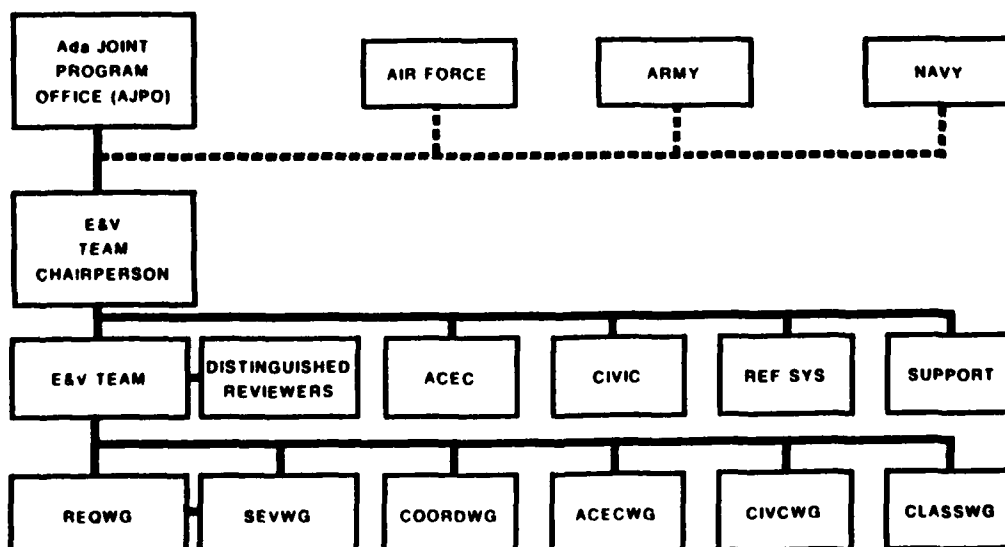 Ada JOINT
PROGRAM
OFFICE (AJPO)
AIR FORCE
ARMY
NAVY
E&V
TEAM
CHAIRPERSON
E&V TEAM
DISTINGUISHED
REVIEWERS
ACEC
CIVIC
REF SYS
SUPPORT
REQWG
SEVWG
COORDWG
ACECWG
CIVCWG
CLASSWG